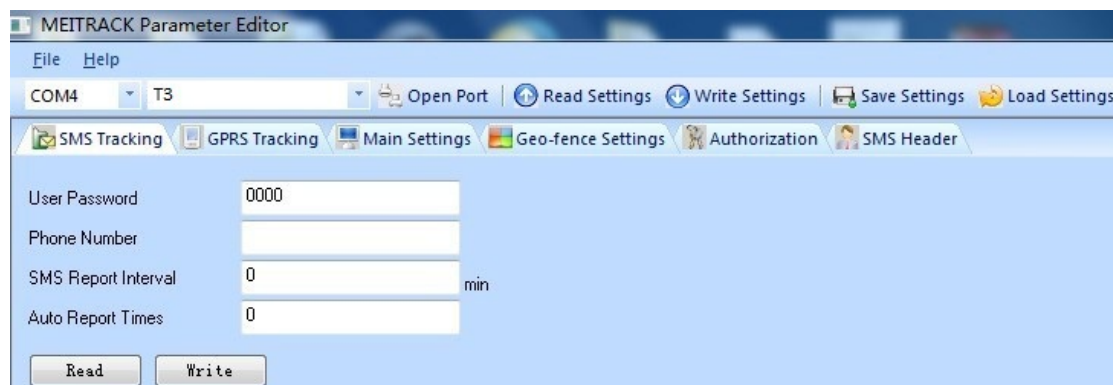 MEITRACK Parameter Editor
File Help
COM4 T3 Open Port Read Settings Write Settings Save Settings Load Settings
SMS Tracking GPRS Tracking Main Settings Geo-fence Settings Authorization SMS Header
User Password 0000
Phone Number
SMS Report Interval 0 min
Auto Report Times 0
Read Write